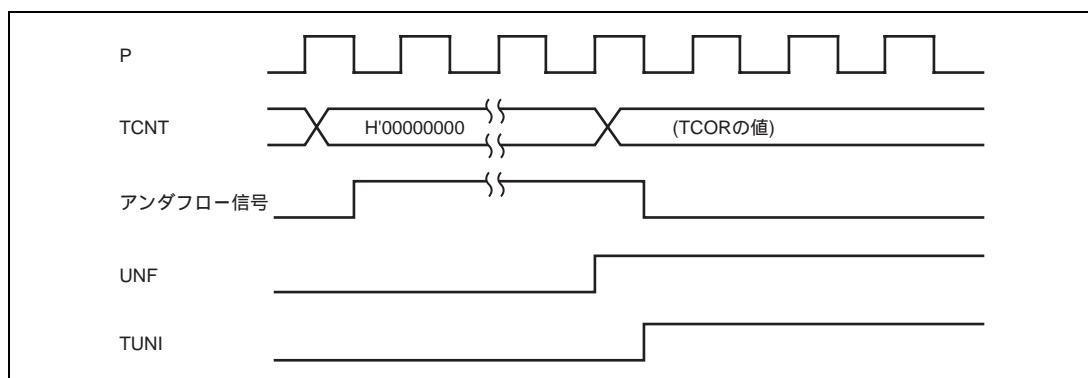 P
TCNT
H'00000000
(TCORの値)
アンダフロー信号
UNF
TUNI